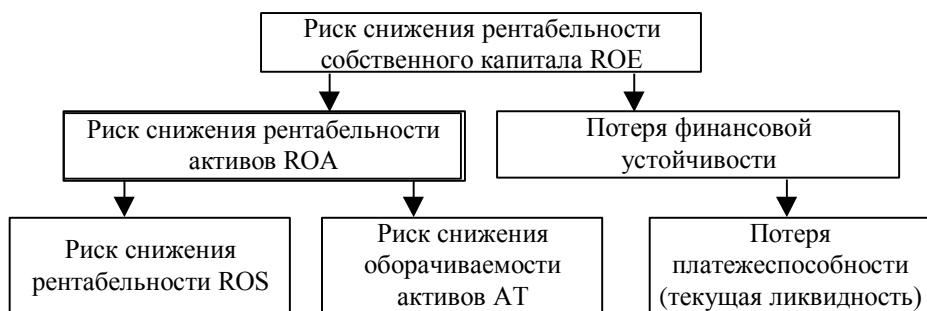 Риск снижения рентабельности
собственного капитала ROE
Риск снижения рентабельности
активов ROA
Потеря финансовой
устойчивости
Риск снижения
рентабельности ROS
Риск снижения
оборачиваемости
активов АТ
Потеря
платежеспособности
(текущая ликвидность)